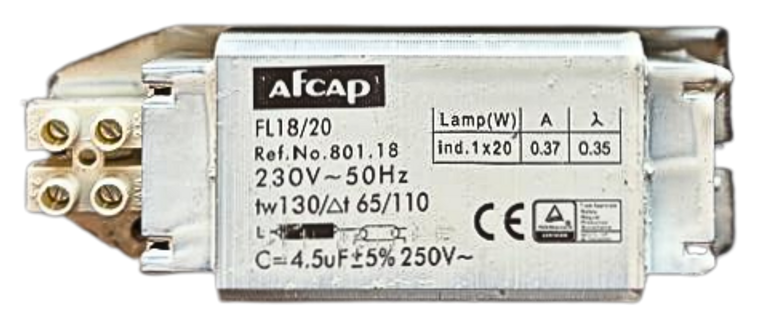 AFCAP
FL18/20
Ref.No.801.18
230V~50Hz
tw130/Δt 65/110
L
C=4.5uF±5% 250V~
Lamp(W) A λ
ind.1x20 0.37 0.35
CE